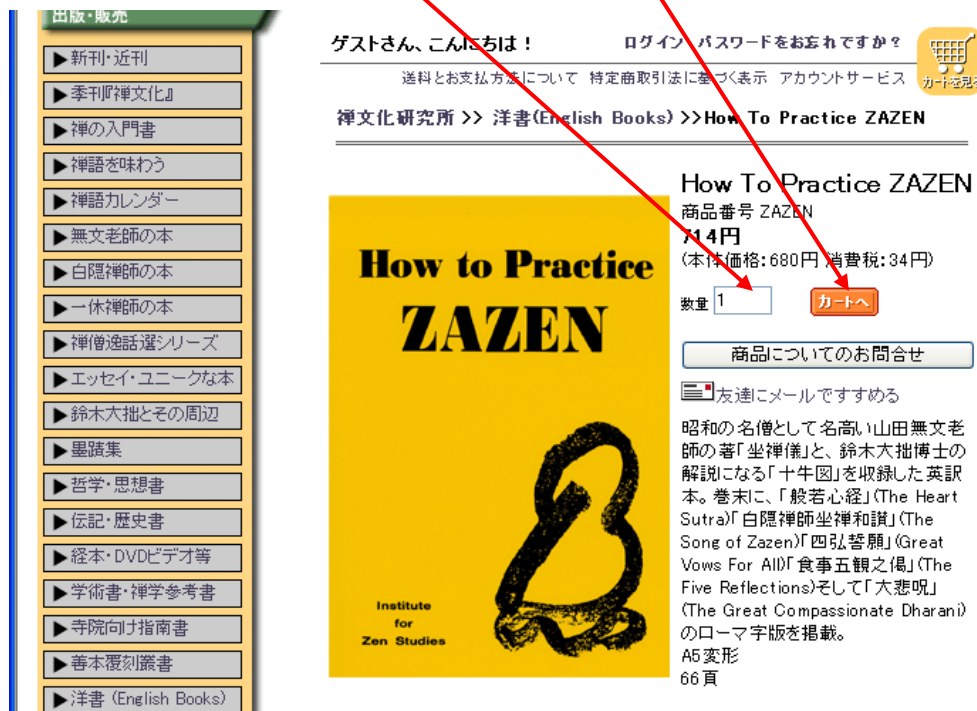 出版・販売
▶新刊・近刊
▶季刊『禅文化』
▶禅の入門書
▶禅語を味わう
▶禅語カレンダー
▶無文老師の本
▶白隠禅師の本
▶一休禅師の本
▶禅僧逸話選シリーズ
▶エッセイ・ユニークな本
▶鈴木大拙とその周辺
▶墨蹟集
▶哲学・思想書
▶伝記・歴史書
▶経本・DVDビデオ等
▶学術書・禅学参考書
▶寺院向け指南書
▶善本覆刻叢書
▶洋書 (English Books)
ゲストさん、こんにちは！
ログイン パスワードをお忘れですか？
送料とお支払方法について 特定商取引法に基づく表示 アカウントサービス
カートを見る
禅文化研究所 >> 洋書(English Books) >>How To Practice ZAZEN
How to Practice
ZAZEN
Institute
for
Zen Studies
How To Practice ZAZEN
商品番号 ZAZEN
714円
(本体価格:680円 消費税:34円)
数量 1 カートへ
商品についてのお問合せ
友達にメールですすめる
昭和の名僧として名高い山田無文老
師の著「坐禅儀」と、鈴木大拙博士の
解説になる「十牛図」を収録した英訳
本。巻末に、「般若心経」(The Heart
Sutra)「白隠禅師坐禅和讃」(The
Song of Zazen)「四弘誓願」(Great
Vows For All)「食事五観之偈」(The
Five Reflections)そして「大悲呪」
(The Great Compassionate Dharani)
のローマ字版を掲載。
A5変形
66頁